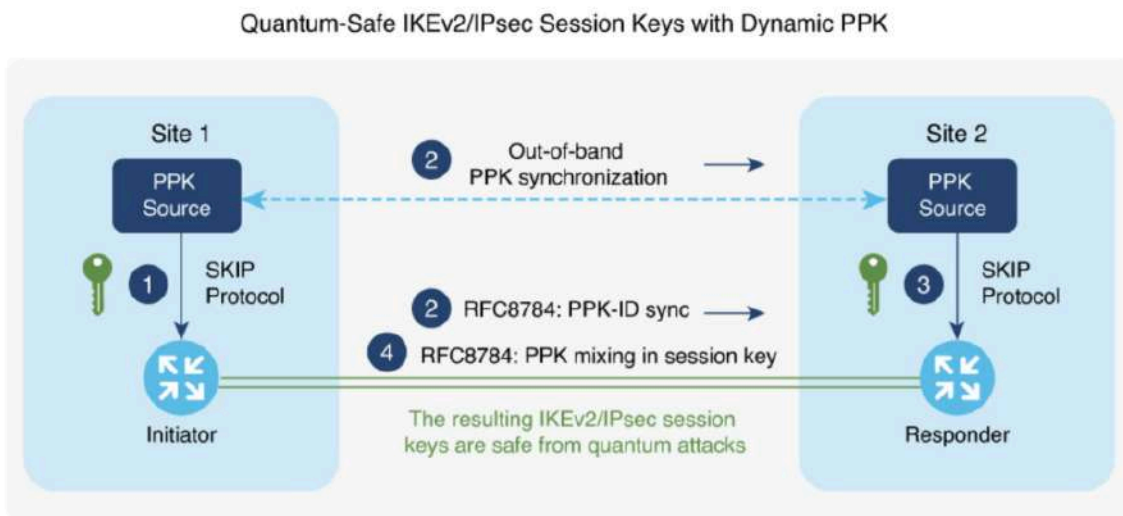 Quantum-Safe IKEv2/IPsec Session Keys with Dynamic PPK
Site 1
Site 2
PPK
Source
2
Out-of-band
PPK synchronization
PPK
Source
1
SKIP
Protocol
3
SKIP
Protocol
2
RFC8784: PPK-ID sync
4
RFC8784: PPK mixing in session key
Initiator
The resulting IKEv2/IPsec session
keys are safe from quantum attacks
Responder